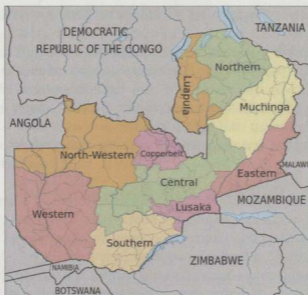 DEMOCRATIC
REPUBLIC OF THE CONGO
TANZANIA
Northern
Luapula
Muchinga
ANGOLA
North-Western
Copperbelt
Central
Eastern
MALAWI
Lusaka
MOZAMBIQUE
Western
Southern
ZIMBABWE
NAMIBIA
BOTSWANA